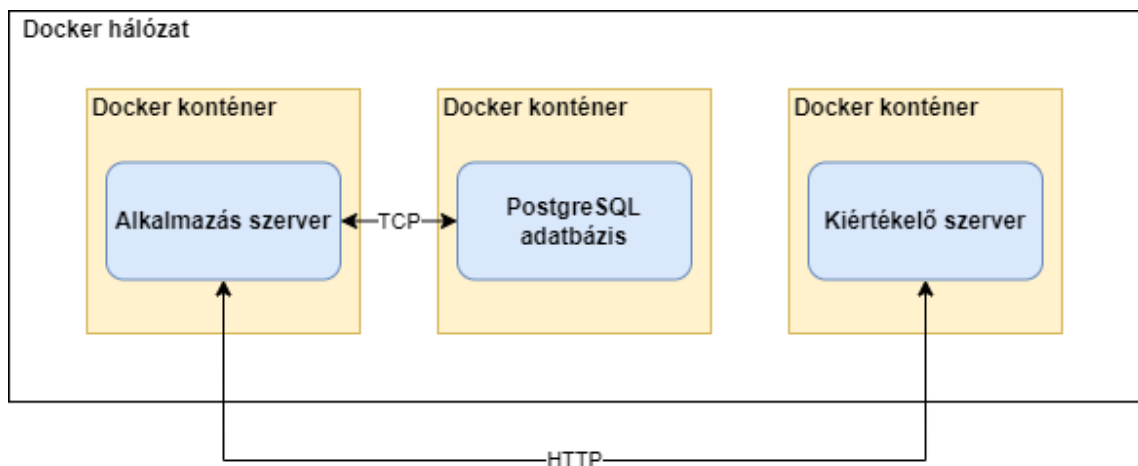 Docker hálózat
Docker konténer
Docker konténer
Docker konténer
Alkalmazás szerver
TCP
PostgreSQL
adatbázis
Kiértékelő szerver
HTTP